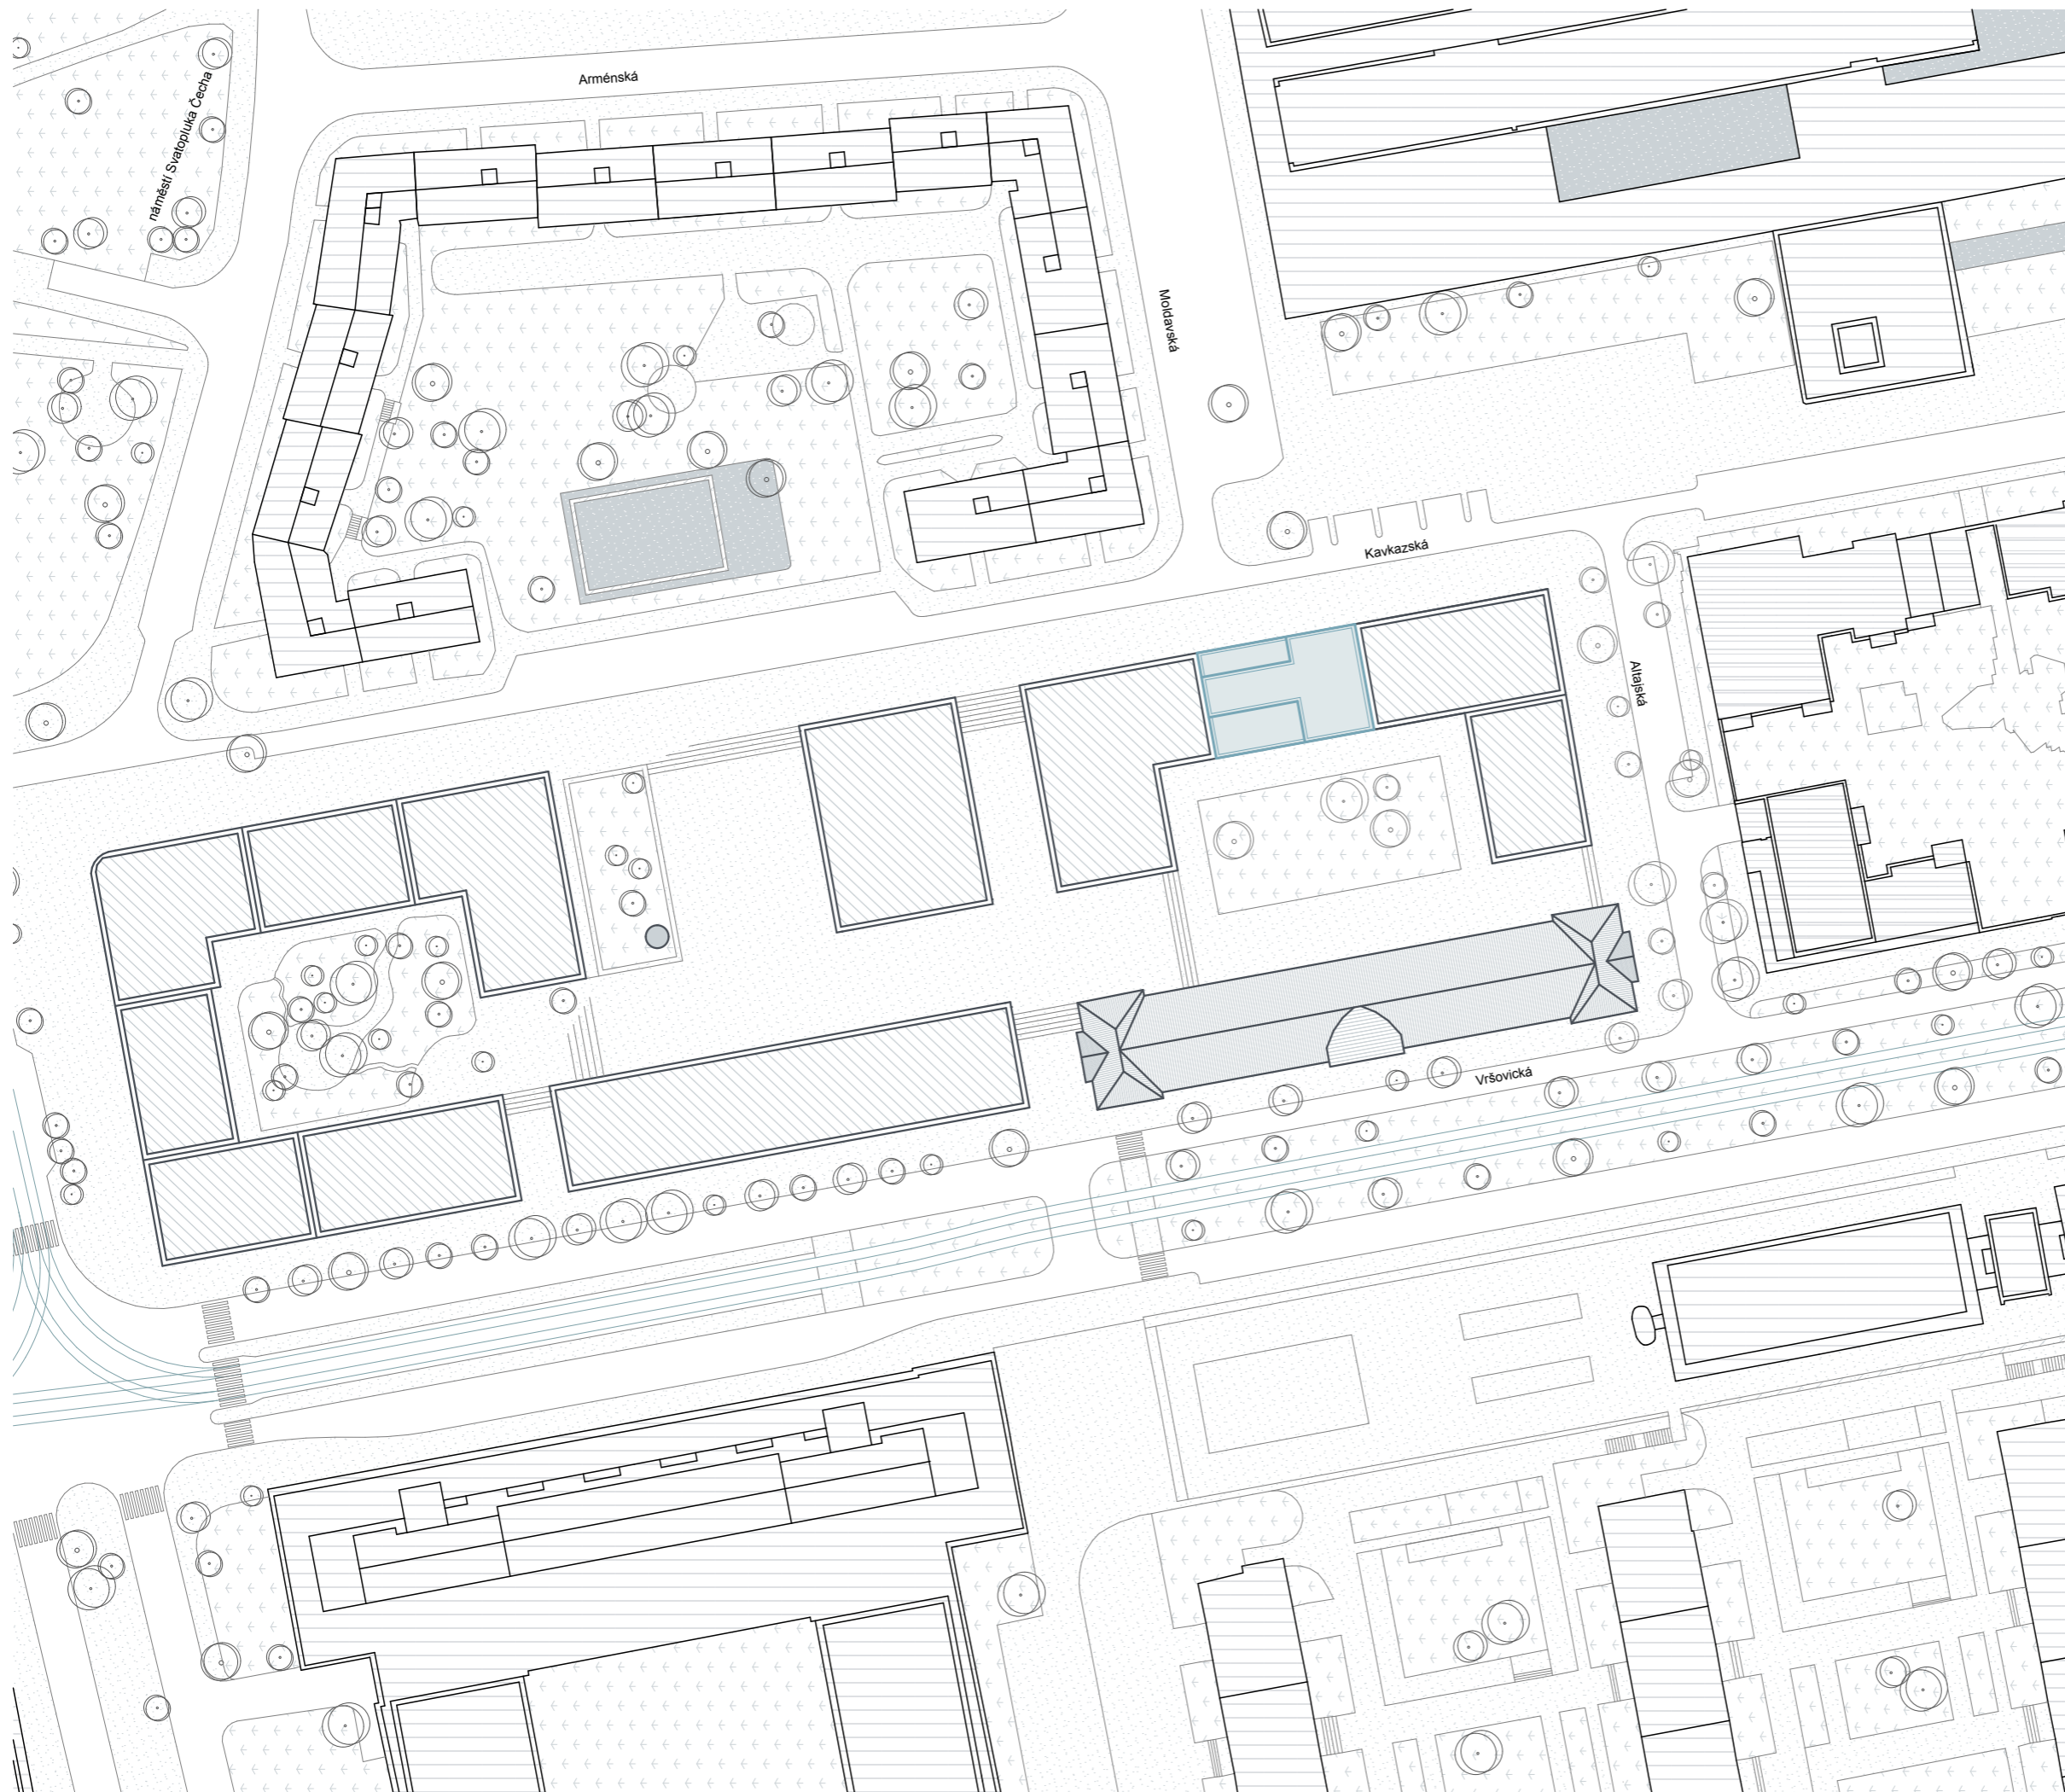 Arménská
náměstí Svatopluka Čecha
Moldavská
Kavkazská
Altajská
Vršovická